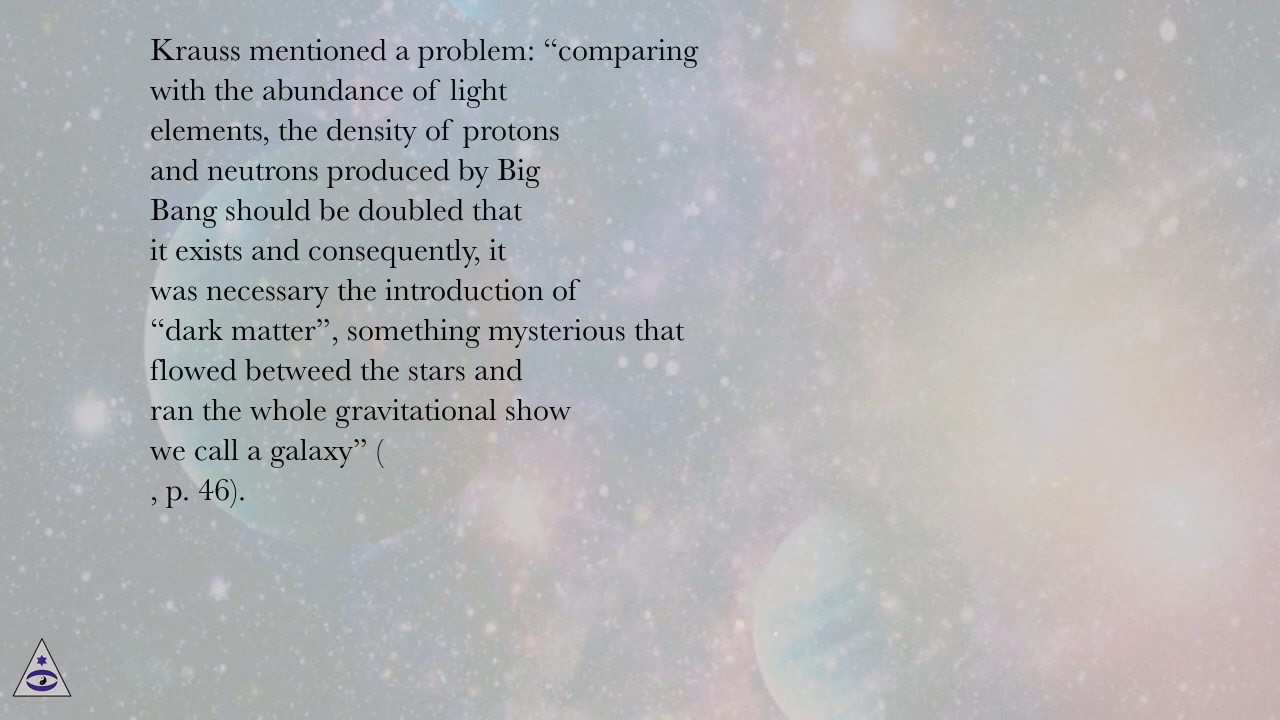 Krauss mentioned a problem: “comparing
with the abundance of light
elements, the density of protons
and neutrons produced by Big
Bang should be doubled that
it exists and consequently, it
was necessary the introduction of
“dark matter”, something mysterious that
flowed betweed the stars and
ran the whole gravitational show
we call a galaxy” (
, p. 46).